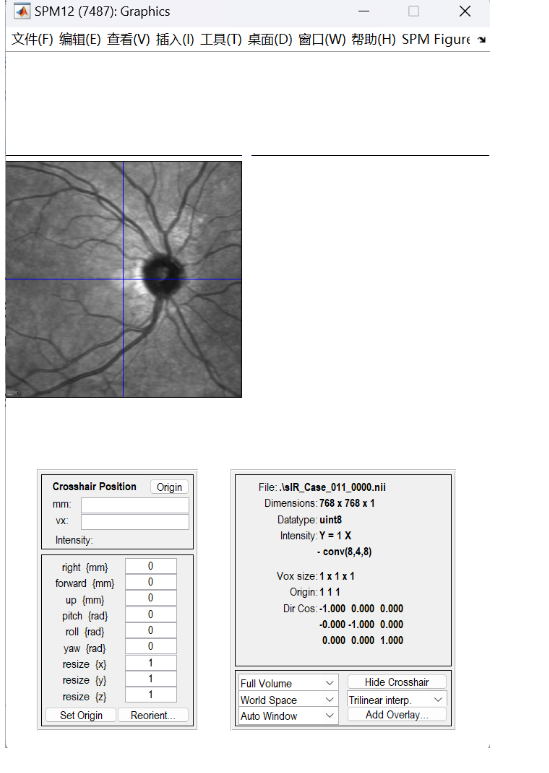 SPM12 (7487): Graphics
文件(F) 编辑(E) 查看(V) 插入(I) 工具(T) 桌面(D) 窗口(W) 帮助(H) SPM Figure
Crosshair Position Origin
mm:
vx:
Intensity:
right {mm} 0
forward {mm} 0
up {mm} 0
pitch {rad} 0
roll {rad} 0
yaw {rad} 0
resize {x} 1
resize {y} 1
resize {z} 1
Set Origin Reorient...
File: .\sIR_Case_011_0000.nii
Dimensions: 768 x 768 x 1
Datatype: uint8
Intensity: Y = 1 X
- conv(8,4,8)
Vox size: 1 x 1 x 1
Origin: 1 1 1
Dir Cos: -1.000 0.000 0.000
-0.000 -1.000 0.000
0.000 0.000 1.000
Full Volume Hide Crosshair
World Space Trilinear interp.
Auto Window Add Overlay...